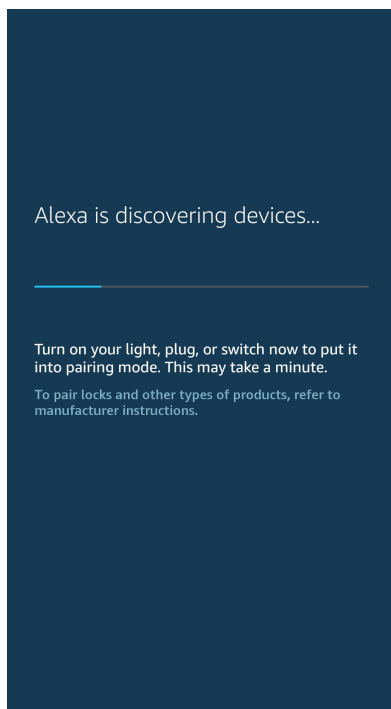 Alexa is discovering devices...
Turn on your light, plug, or switch now to put it
into pairing mode. This may take a minute.
To pair locks and other types of products, refer to
manufacturer instructions.